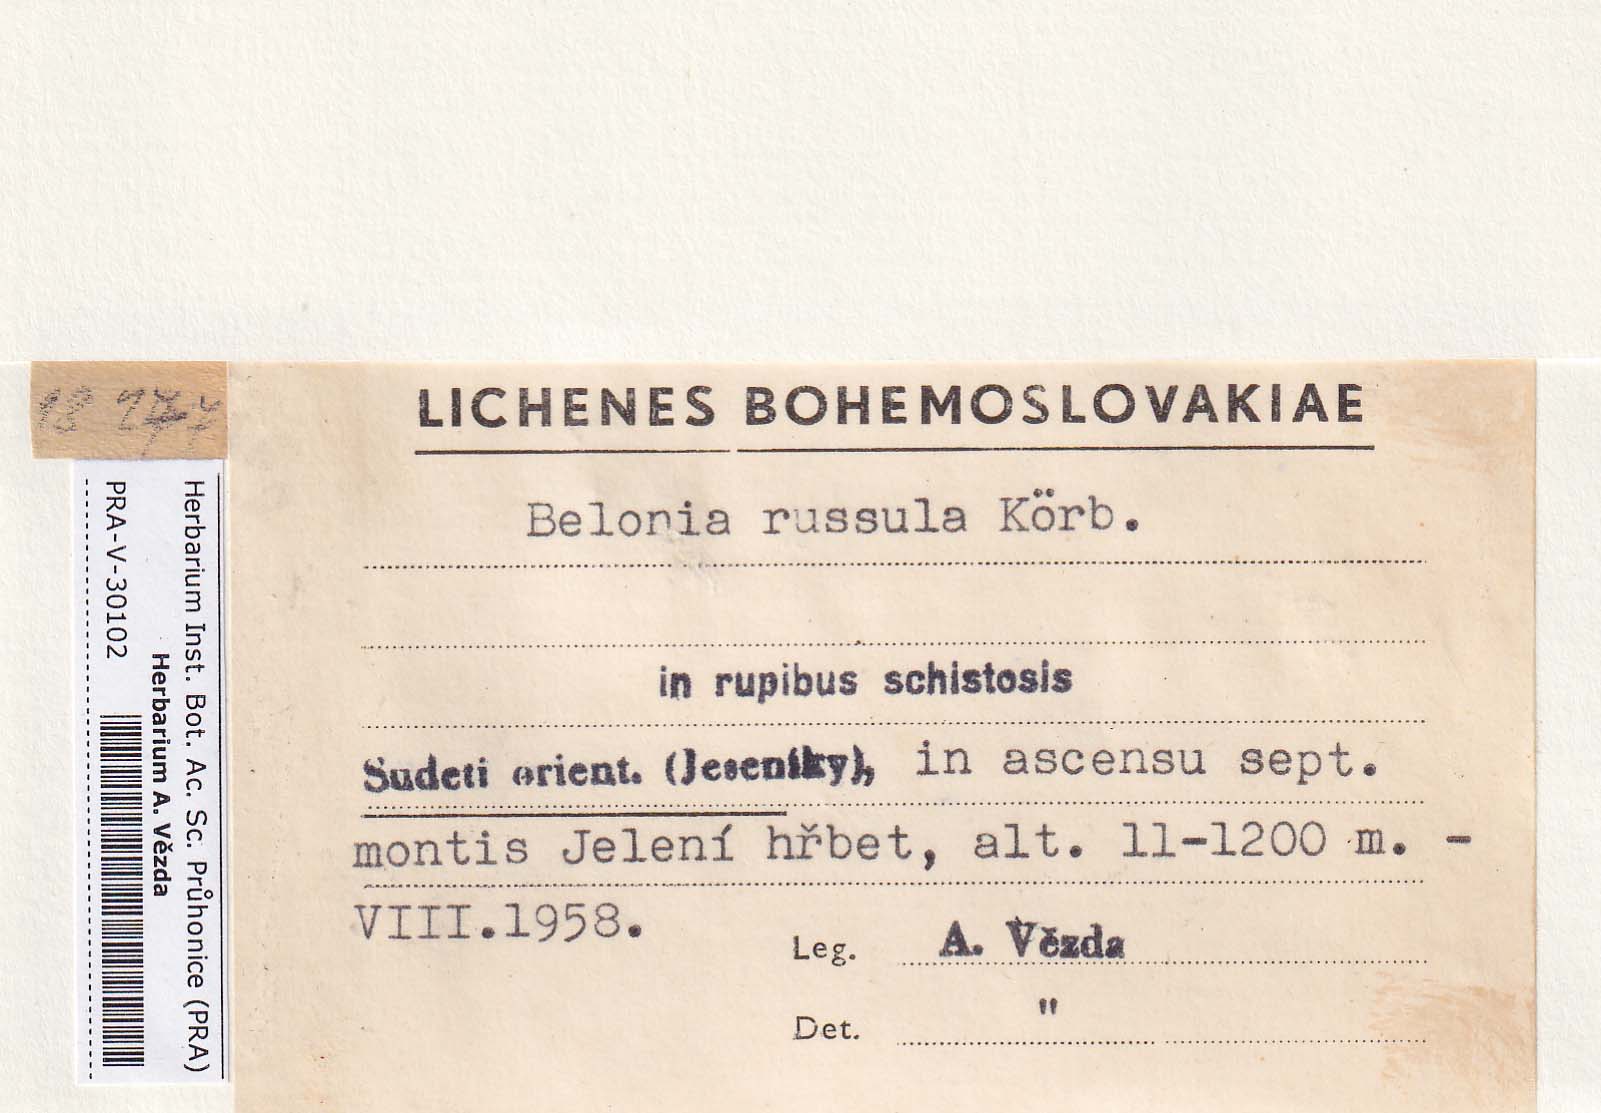 LICHENES BOHEMOSLOVAKIAE
Belonia russula Körb.
in rupibus schistosis
Sudeti orient. (Jeseníky), in ascensu sept.
montis Jelení hřbet, alt. 11-1200 m. -
VIII.1958.
Leg. A. Vězda
Det. "
18
Herbarium Inst. Bot. Ac. Sc. Průhonice (PRA)
Herbarium A. Vězda
PRA-V-30102